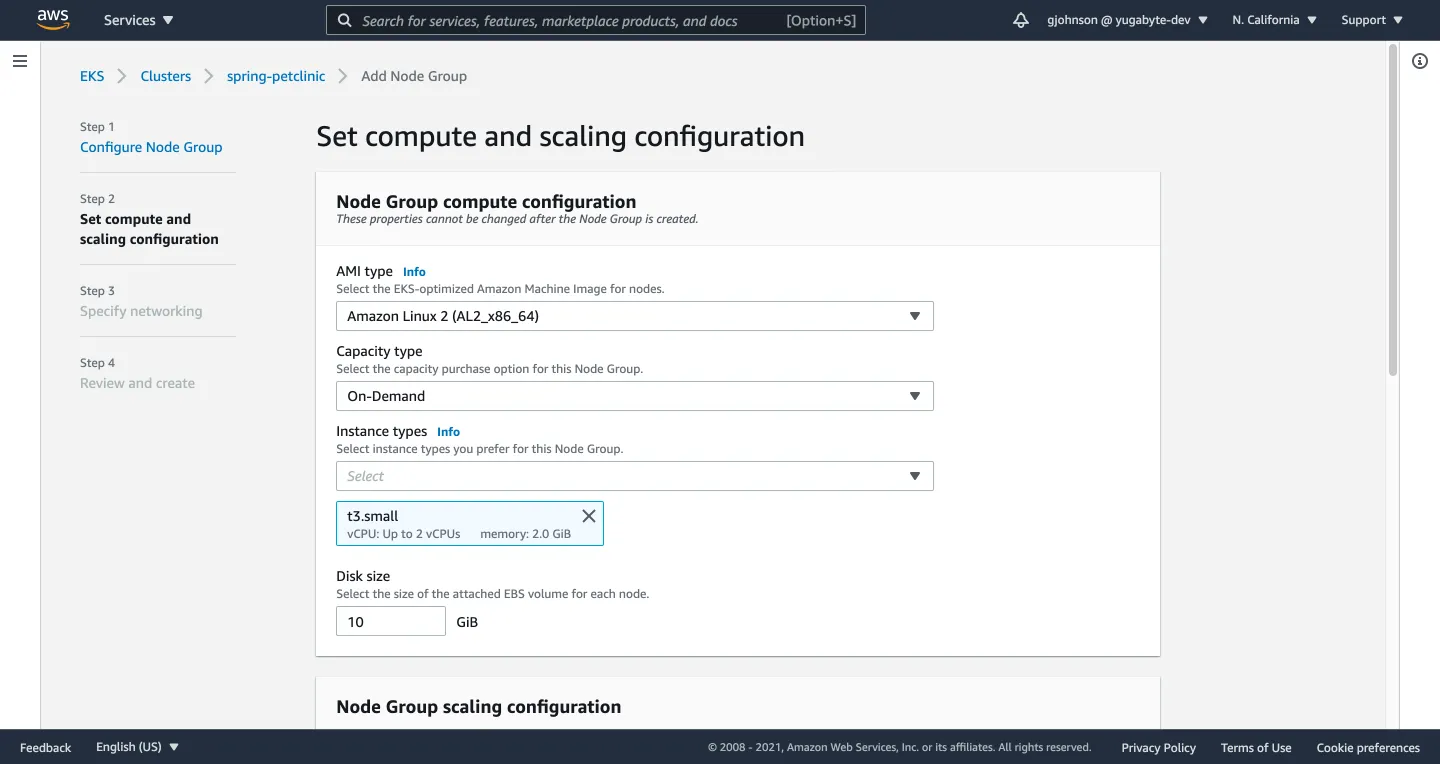 aws
Services
Search for services, features, marketplace products, and docs [Option+S]
gjohnson @ yugabyte-dev
N. California
Support
EKS
Clusters
spring-petclinic
Add Node Group
Step 1
Configure Node Group
Step 2
Set compute and
scaling configuration
Step 3
Specify networking
Step 4
Review and create
Set compute and scaling configuration
Node Group compute configuration
These properties cannot be changed after the Node Group is created.
AMI type Info
Select the EKS-optimized Amazon Machine Image for nodes.
Amazon Linux 2 (AL2_x86_64)
Capacity type
Select the capacity purchase option for this Node Group.
On-Demand
Instance types Info
Select instance types you prefer for this Node Group.
Select
t3.small
vCPU: Up to 2 vCPUs memory: 2.0 GiB
Disk size
Select the size of the attached EBS volume for each node.
10 GiB
Node Group scaling configuration
Feedback
English (US)
© 2008 - 2021, Amazon Web Services, Inc. or its affiliates. All rights reserved.
Privacy Policy
Terms of Use
Cookie preferences